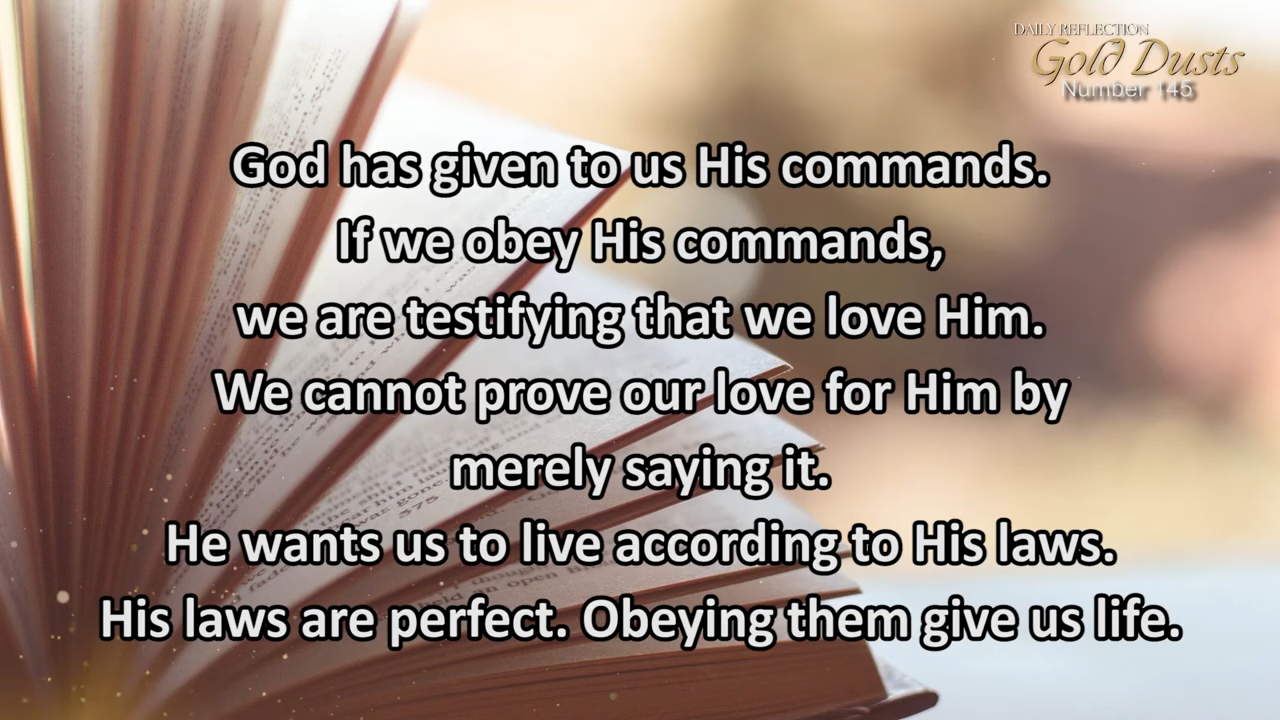 DAILY REFLECTION
Gold Dusts
Number 145
God has given to us His commands.
If we obey His commands,
we are testifying that we love Him.
We cannot prove our love for Him by
merely saying it.
He wants us to live according to His laws.
His laws are perfect. Obeying them give us life.
575